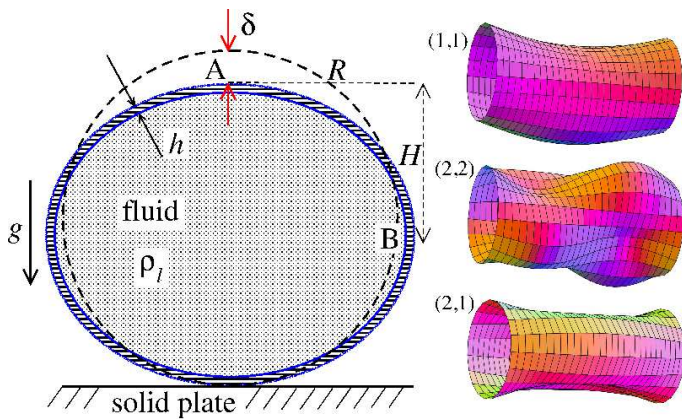 δ
A
R
(1,1)
h
H
(2,2)
fluid
g
B
ρl
(2,1)
solid plate